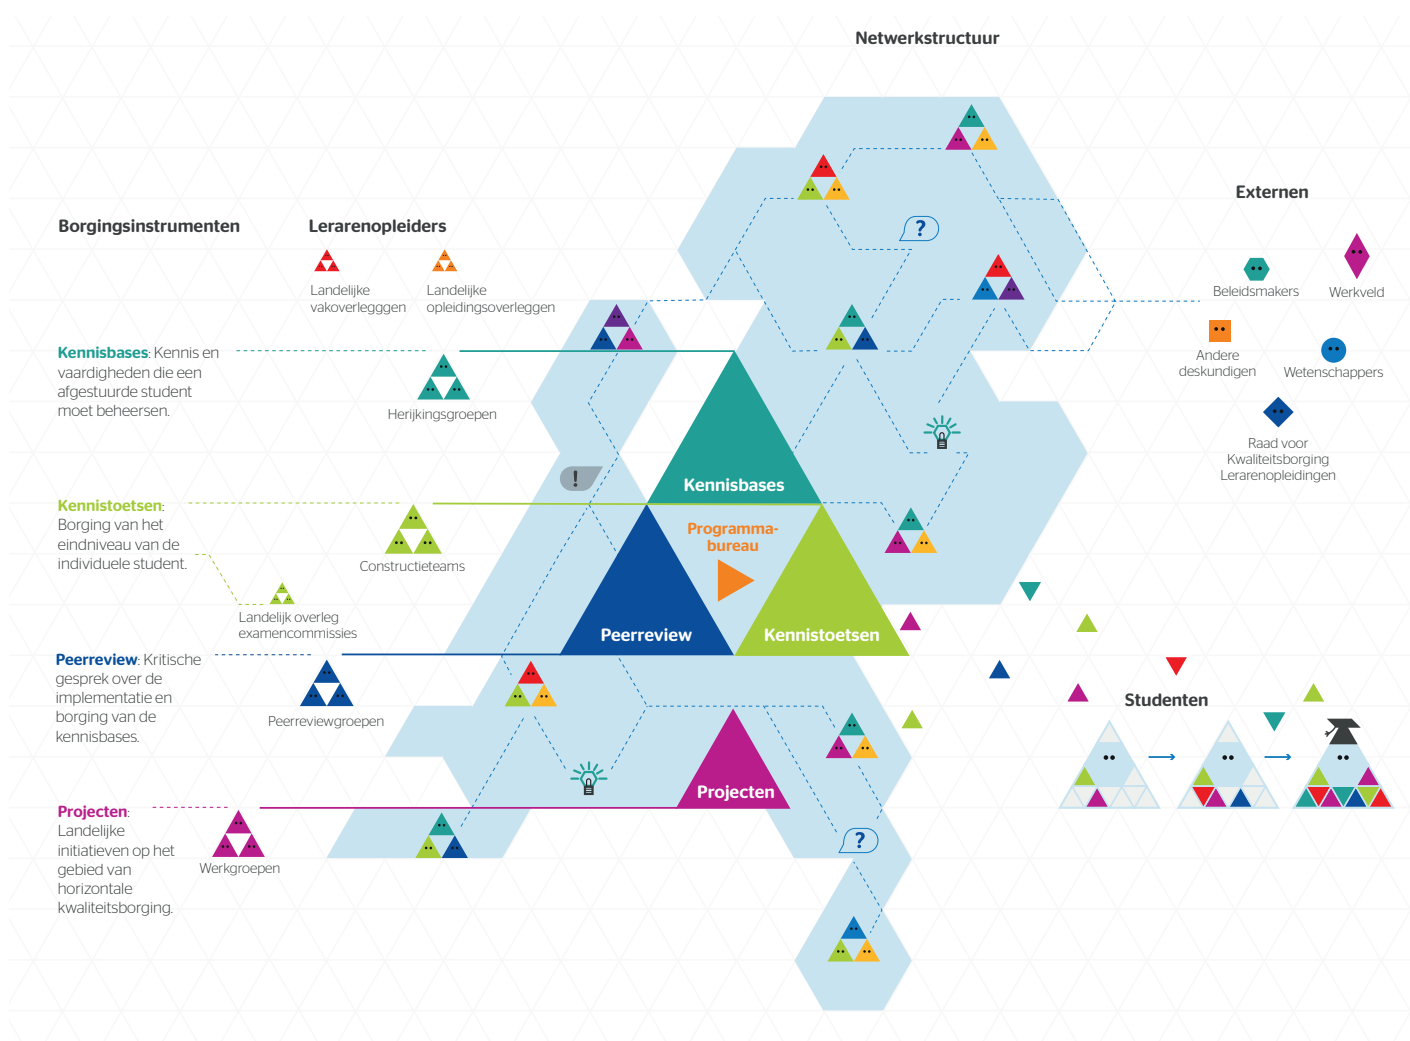 Netwerkstructuur
Borgingsinstrumenten
Lerarenopleiders
Externen
Landelijke
vakoverlegggen
Landelijke
opleidingsoverleggen
Beleidsmakers
Werkveld
Andere
deskundigen
Wetenschappers
Raad voor
Kwaliteitsborging
Lerarenopleidingen
Kennisbases: Kennis en
vaardigheden die een
afgestuurde student
moet beheersen.
Herijkingsgroepen
Kennistoetsen:
Borging van het
eindniveau van de
individuele student.
Constructieteams
Landelijk overleg
examencommissies
Peerreview: Kritische
gesprek over de
implementatie en
borging van de
kennisbases.
Peerreviewgroepen
Projecten:
Landelijke
initiatieven op het
gebied van
horizontale
kwaliteitsborging.
Werkgroepen
?
!
Kennisbases
Programma-
bureau
Peerreview
Kennistoetsen
Projecten
?
Studenten